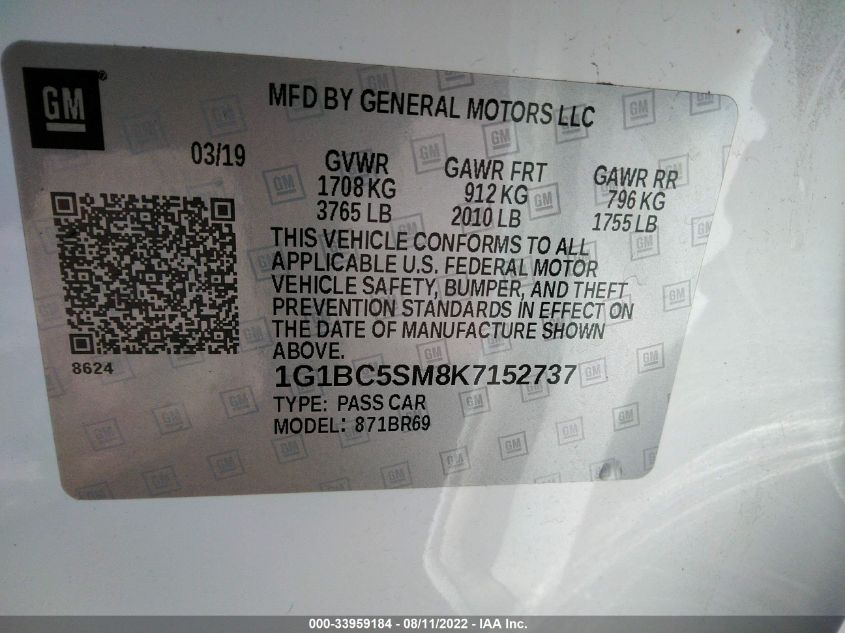 GM
MFD BY GENERAL MOTORS LLC
03/19
GVWR
1708 KG
3765 LB
GAWR FRT
912 KG
2010 LB
GAWR RR
796 KG
1755 LB
THIS VEHICLE CONFORMS TO ALL
APPLICABLE U.S. FEDERAL MOTOR
VEHICLE SAFETY, BUMPER, AND THEFT
PREVENTION STANDARDS IN EFFECT ON
THE DATE OF MANUFACTURE SHOWN
ABOVE.
8624
1G1BC5SM8K7152737
TYPE: PASS CAR
MODEL: 871BR69
000-33959184 - 08/11/2022 - IAA Inc.